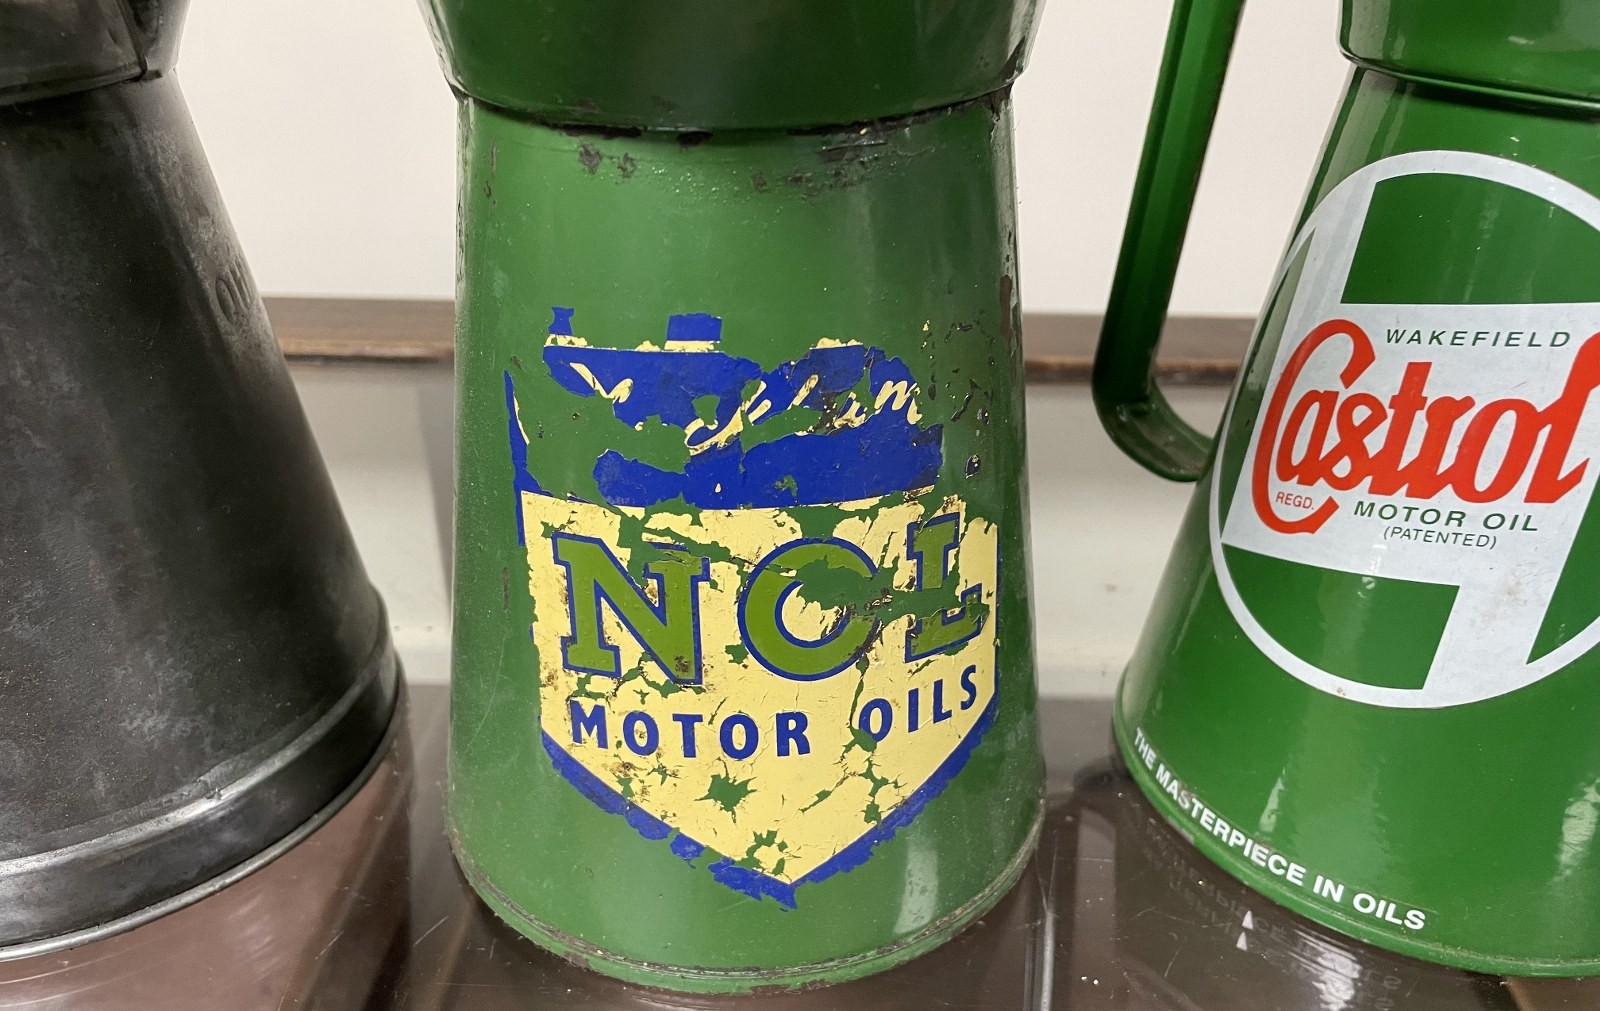 NCL
MOTOR OILS
WAKEFIELD
Castrol
REGD.
MOTOR OIL
(PATENTED)
THE MASTERPIECE IN OILS